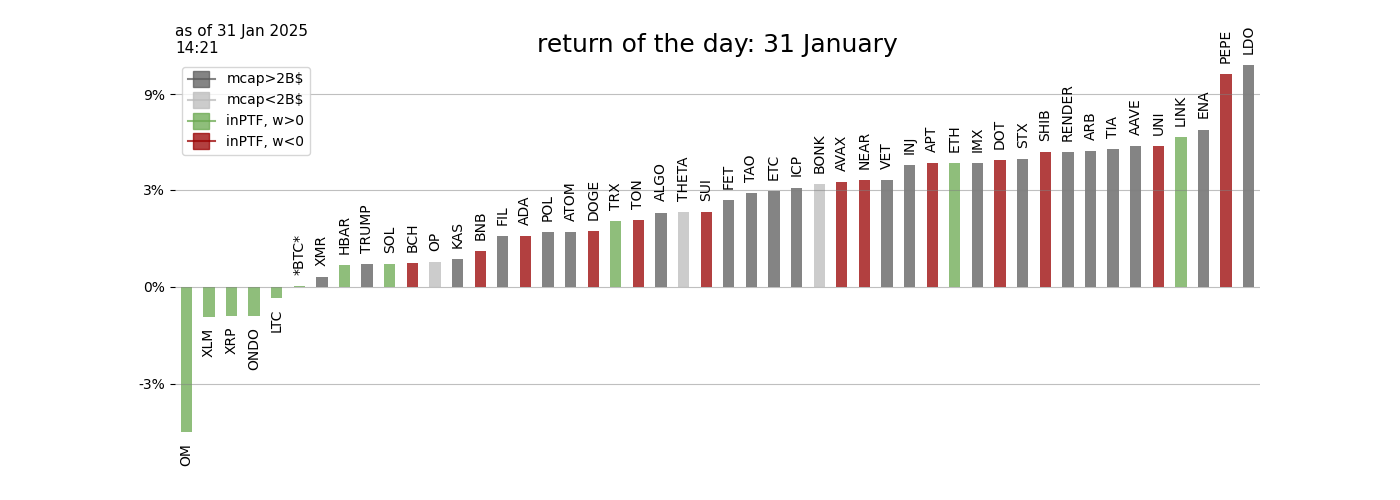 as of 31 Jan 2025
14:21
return of the day: 31 January
mcap>2B$
mcap<2B$
inPTF, w>0
inPTF, w<0
9%
3%
0%
-3%
OM
XLM
XRP
ONDO
LTC
*BTC*
XMR
HBAR
TRUMP
SOL
BCH
OP
KAS
BNB
FIL
ADA
POL
ATOM
DOGE
TRX
TON
ALGO
THETA
SUI
FET
TAO
ETC
ICP
BONK
AVAX
NEAR
VET
INJ
APT
ETH
IMX
DOT
STX
SHIB
RENDER
ARB
TIA
AAVE
UNI
LINK
ENA
PEPE
LDO